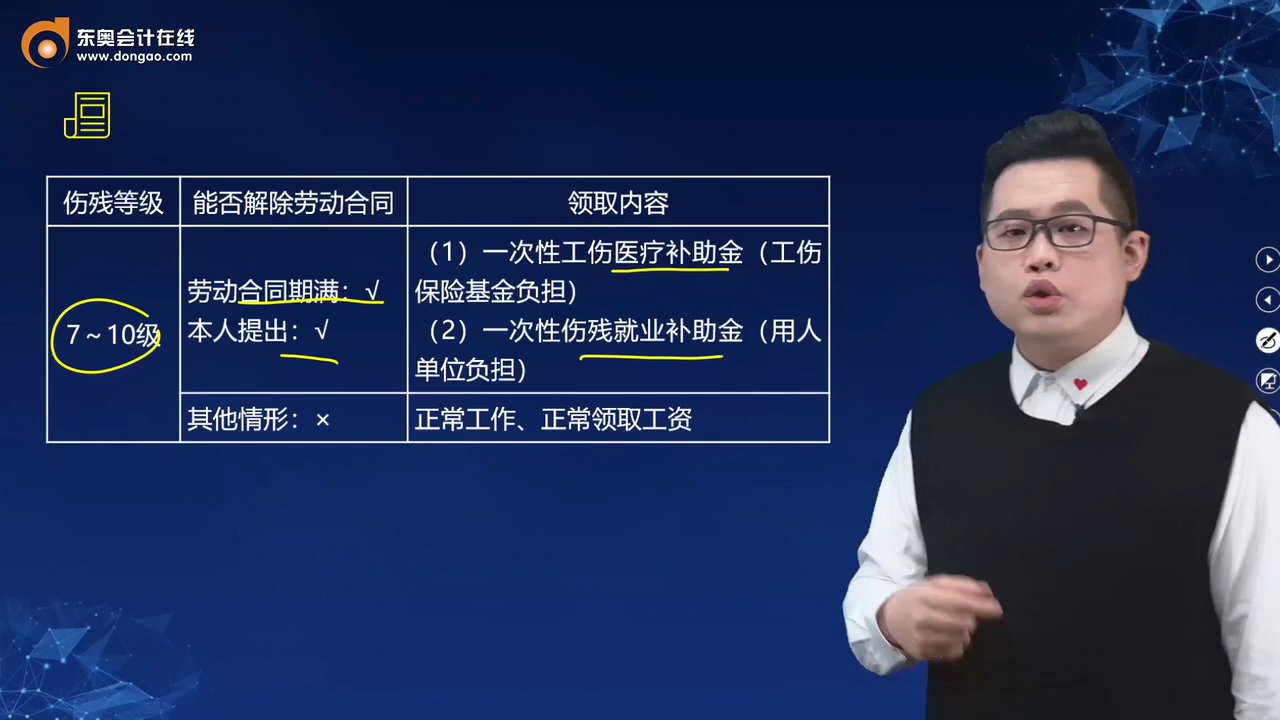 东奥会计在线
www.dongao.com
伤残等级
能否解除劳动合同
领取内容
7～10级
劳动合同期满：√
本人提出：√
（1）一次性工伤医疗补助金（工伤
保险基金负担）
（2）一次性伤残就业补助金（用人
单位负担）
其他情形：×
正常工作、正常领取工资